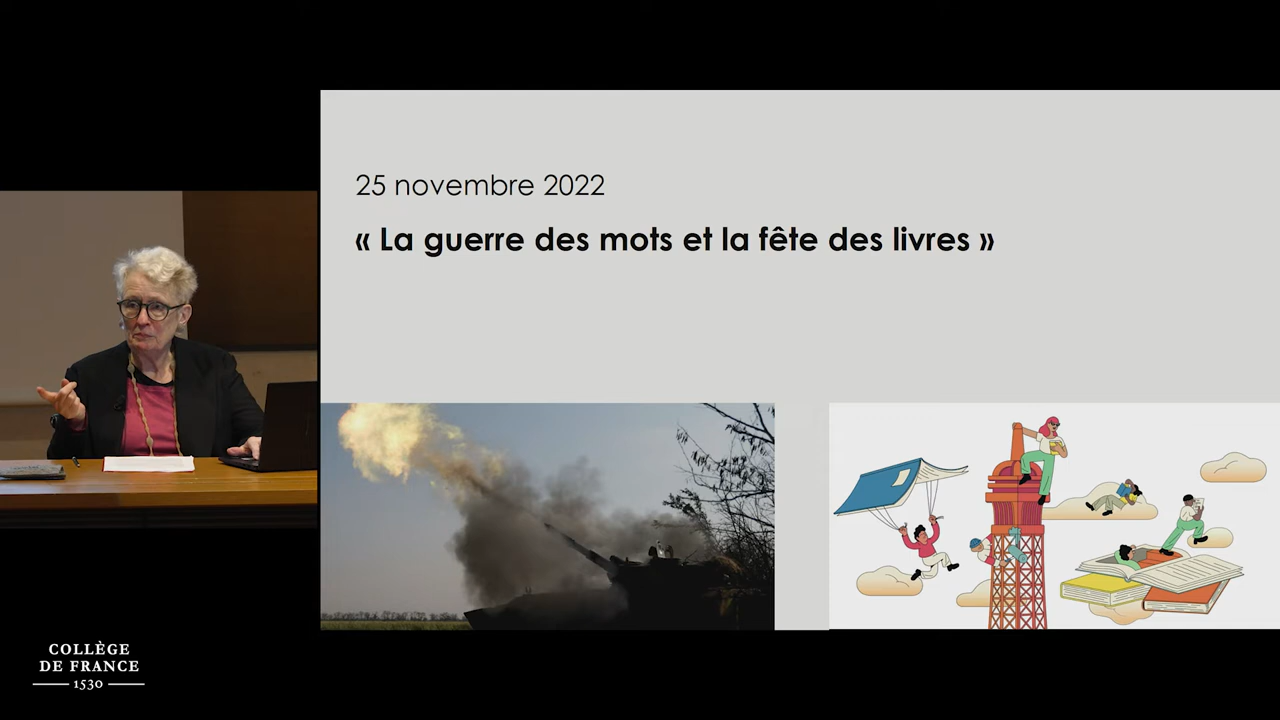 25 novembre 2022
« La guerre des mots et la fête des livres »
COLLÈGE
DE FRANCE
1530